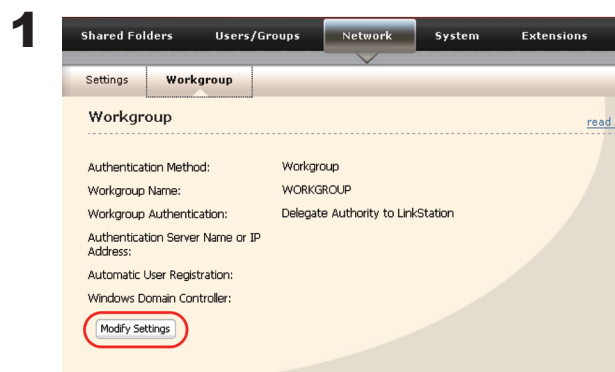 1
Shared Folders Users/Groups Network System Extensions
Settings Workgroup
Workgroup
read
Authentication Method: Workgroup
Workgroup Name: WORKGROUP
Workgroup Authentication: Delegate Authority to LinkStation
Authentication Server Name or IP
Address:
Automatic User Registration:
Windows Domain Controller:
Modify Settings